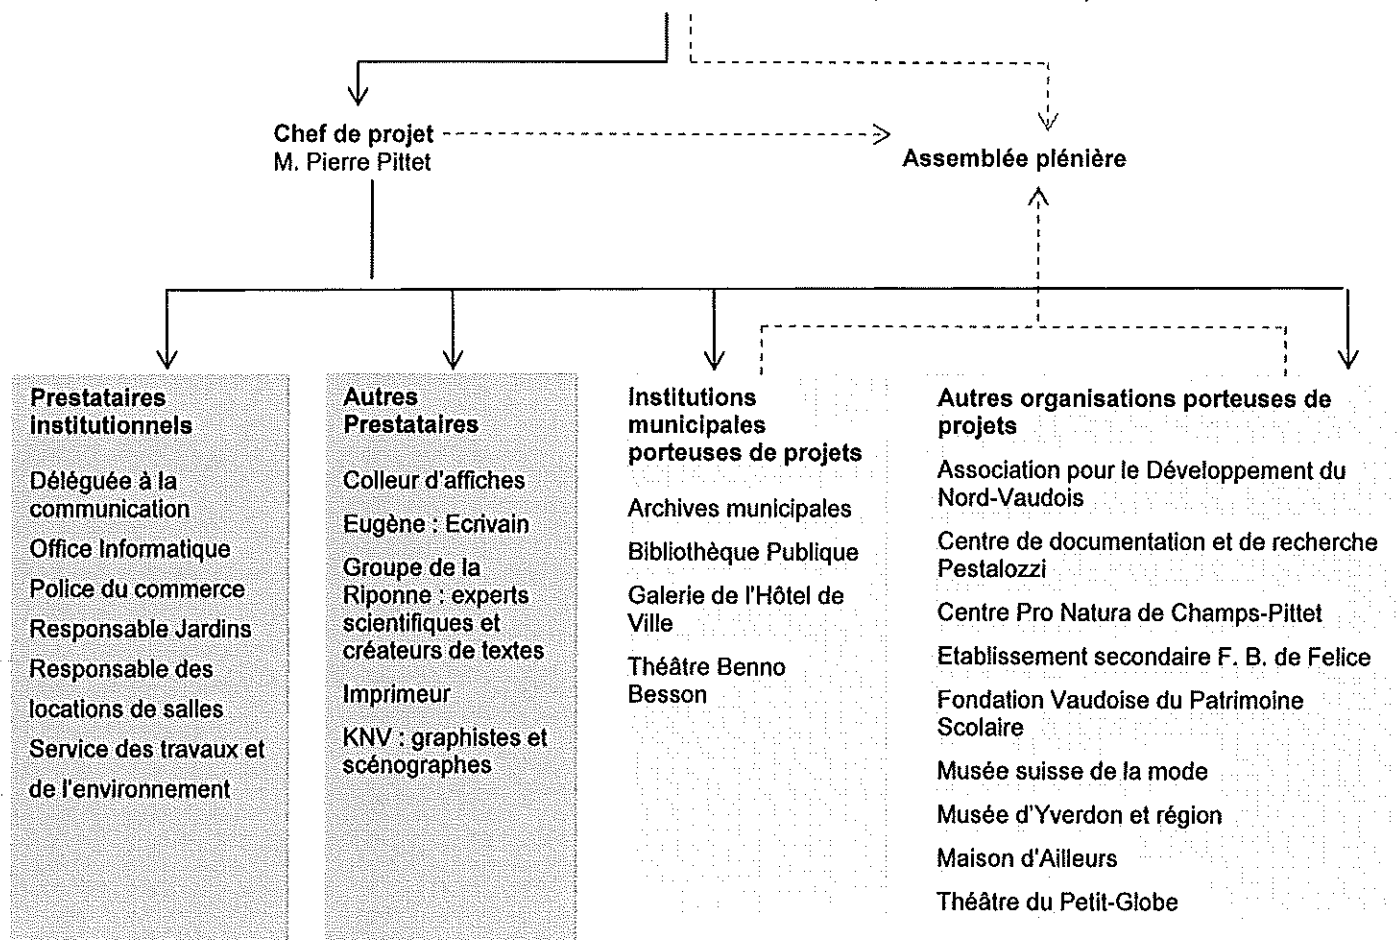 Chef de projet
M. Pierre Pittet
Assemblée plénière
Prestataires
institutionnels
Déléguée à la
communication
Office Informatique
Police du commerce
Responsable Jardins
Responsable des
locations de salles
Service des travaux et
de l'environnement
Autres
Prestataires
Colleur d'affiches
Eugène : Ecrivain
Groupe de la
Riponne : experts
scientifiques et
créateurs de textes
Imprimeur
KNV : graphistes et
scénographes
Institutions
municipales
porteuses de projets
Archives municipales
Bibliothèque Publique
Galerie de l'Hôtel de
Ville
Théâtre Benno
Besson
Autres organisations porteuses de
projets
Association pour le Développement du
Nord-Vaudois
Centre de documentation et de recherche
Pestalozzi
Centre Pro Natura de Champs-Pittet
Etablissement secondaire F. B. de Felice
Fondation Vaudoise du Patrimoine
Scolaire
Musée suisse de la mode
Musée d'Yverdon et région
Maison d'Ailleurs
Théâtre du Petit-Globe